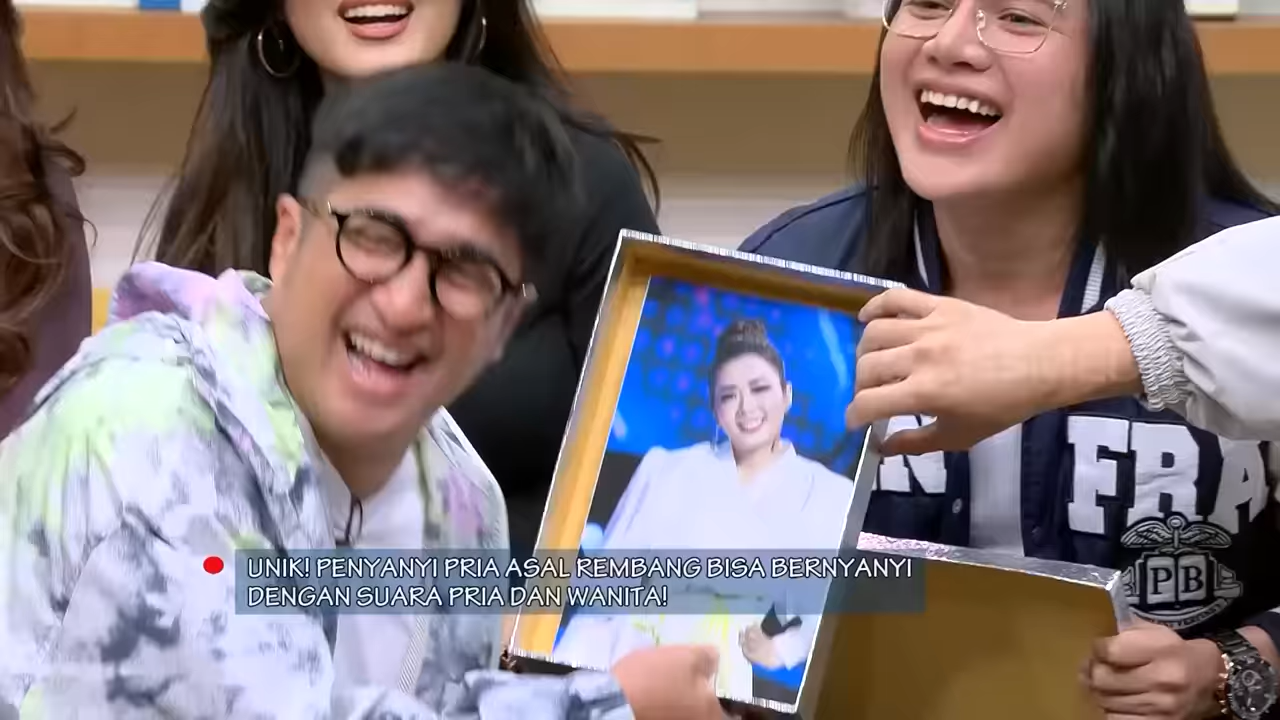 UNIK! PENYANYI PRIA ASAL REMBANG BISA BERNYANYI
DENGAN SUARA PRIA DAN WANITA!
N FRA
PB